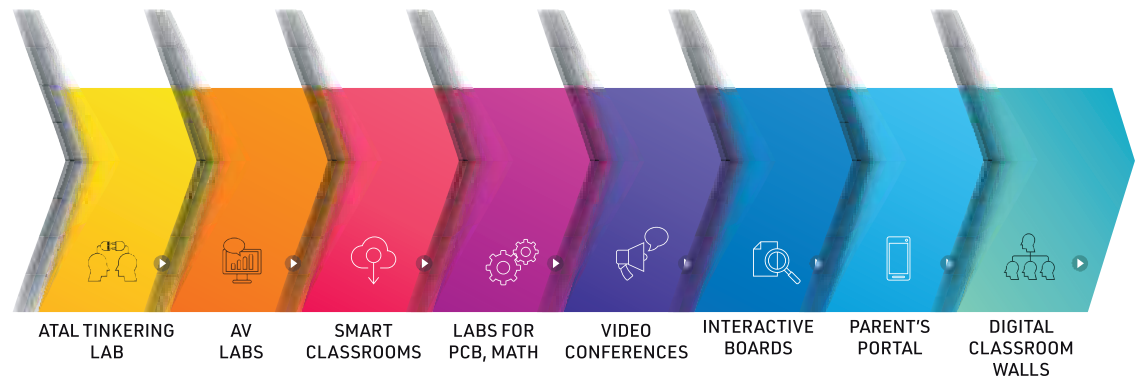 ATAL TINKERING
LAB
AV
LABS
SMART
CLASSROOMS
LABS FOR
PCB, MATH
VIDEO
CONFERENCES
INTERACTIVE
BOARDS
PARENT'S
PORTAL
DIGITAL
CLASSROOM
WALLS